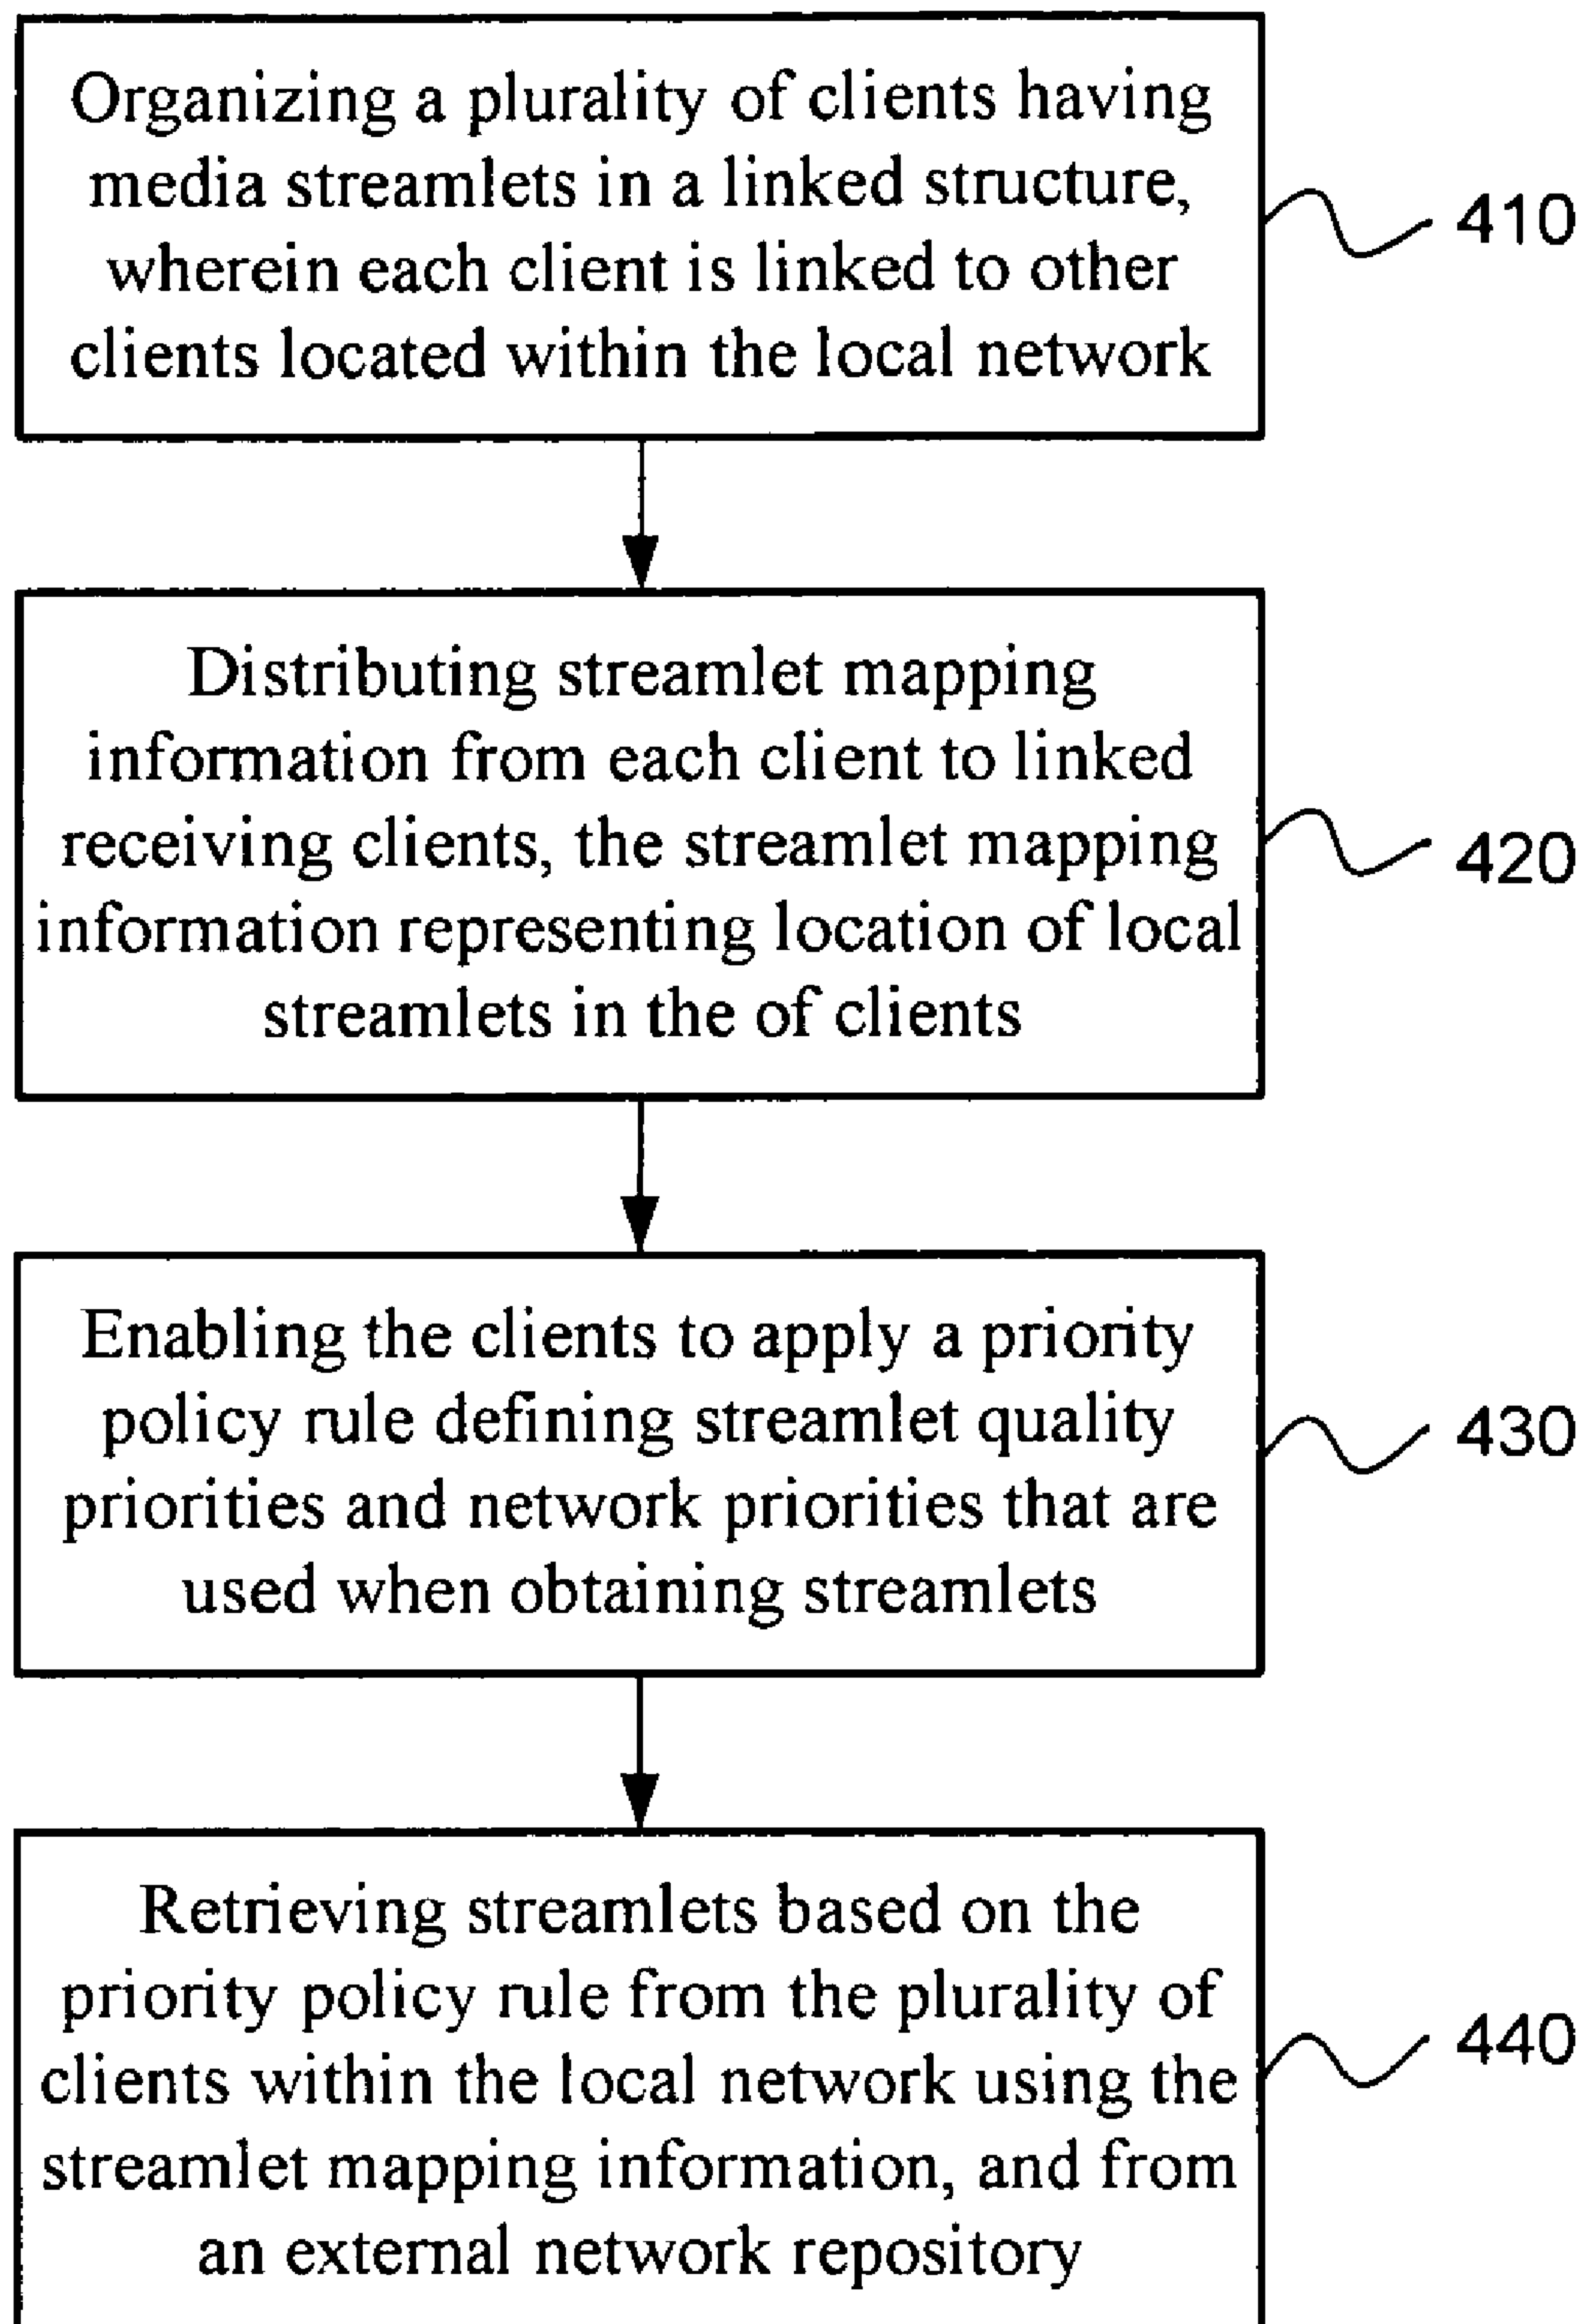 Organizing a plurality of clients having
media streamlets in a linked structure,
wherein each client is linked to other
clients located within the local network
410
Distributing streamlet mapping
information from each client to linked
receiving clients, the streamlet mapping
information representing location of local
streamlets in the of clients
420
Enabling the clients to apply a priority
policy rule defining streamlet quality
priorities and network priorities that are
used when obtaining streamlets
430
Retrieving streamlets based on the
priority policy rule from the plurality of
clients within the local network using the
streamlet mapping information, and from
an external network repository
440